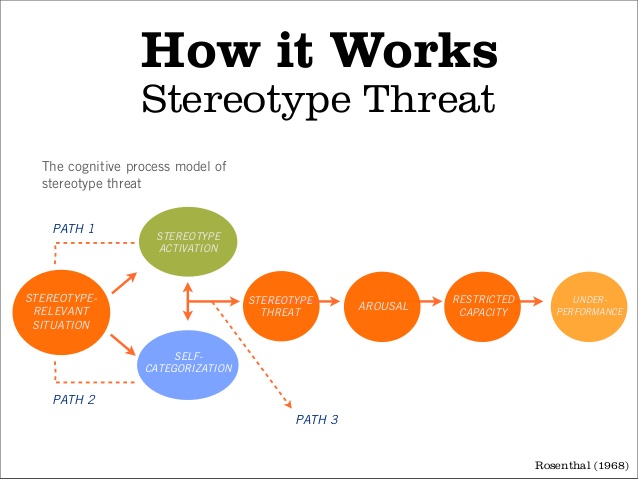 How it Works
Stereotype Threat
The cognitive process model of
stereotype threat
PATH 1
STEREOTYPE
ACTIVATION
STEREOTYPE-
RELEVANT
SITUATION
STEREOTYPE
THREAT
AROUSAL
RESTRICTED
CAPACITY
UNDER-
PERFORMANCE
SELF-
CATEGORIZATION
PATH 2
PATH 3
Rosenthal (1968)